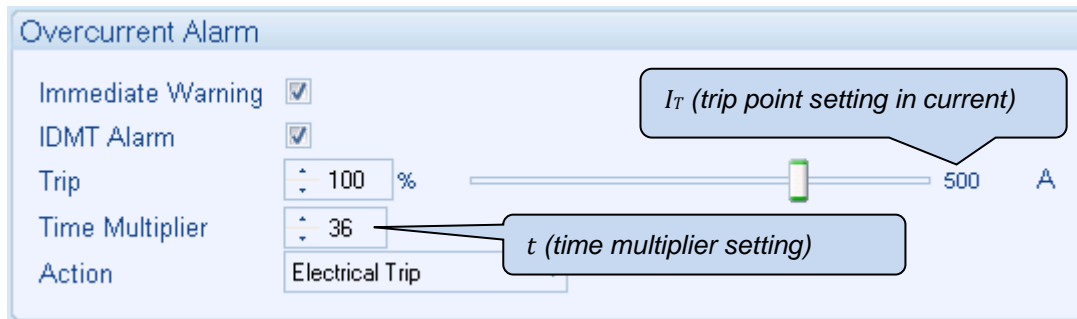 Overcurrent Alarm
Immediate Warning
IT (trip point setting in current)
IDMT Alarm
Trip 100 % 500 A
Time Multiplier 36
t (time multiplier setting)
Action Electrical Trip